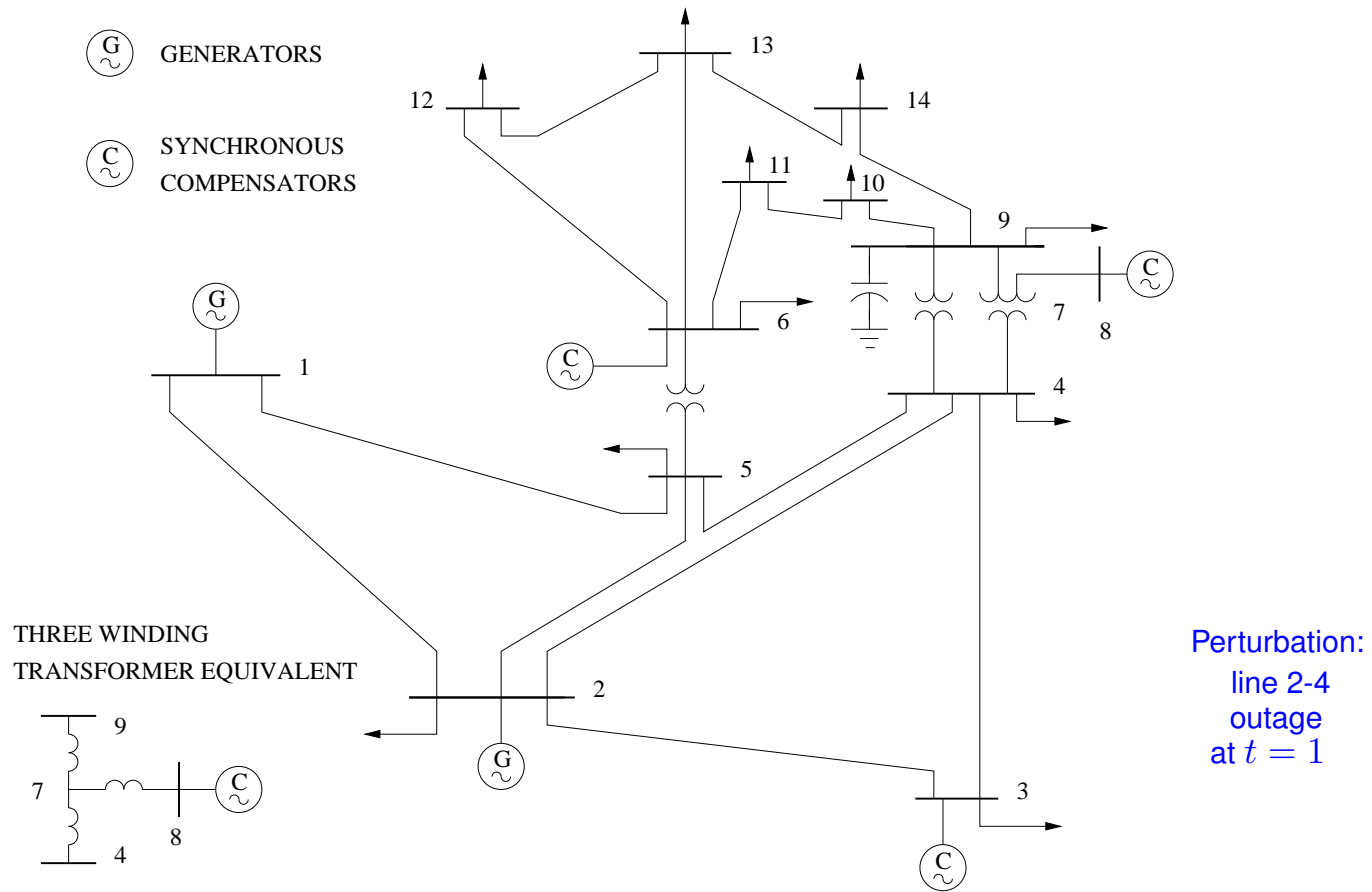 G
GENERATORS
C
SYNCHRONOUS
COMPENSATORS
13
12
14
11
10
9
C
8
7
G
1
6
C
4
5
THREE WINDING
TRANSFORMER EQUIVALENT
9
7
C
8
4
2
G
3
C
Perturbation:
line 2-4
outage
at t = 1